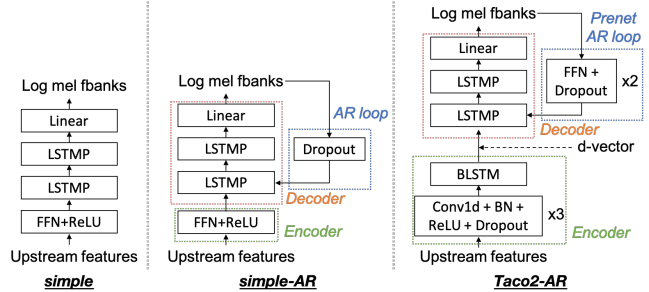 Log mel fbanks
Linear
LSTMP
LSTMP
FFN+ReLU
Upstream features
simple
Log mel fbanks
AR loop
Linear
LSTMP
Dropout
LSTMP
Decoder
FFN+ReLU
Encoder
Upstream features
simple-AR
Log mel fbanks
Prenet
AR loop
Linear
LSTMP
FFN +
Dropout
x2
LSTMP
Decoder
d-vector
BLSTM
Conv1d + BN +
ReLU + Dropout
x3
Encoder
Upstream features
Taco2-AR